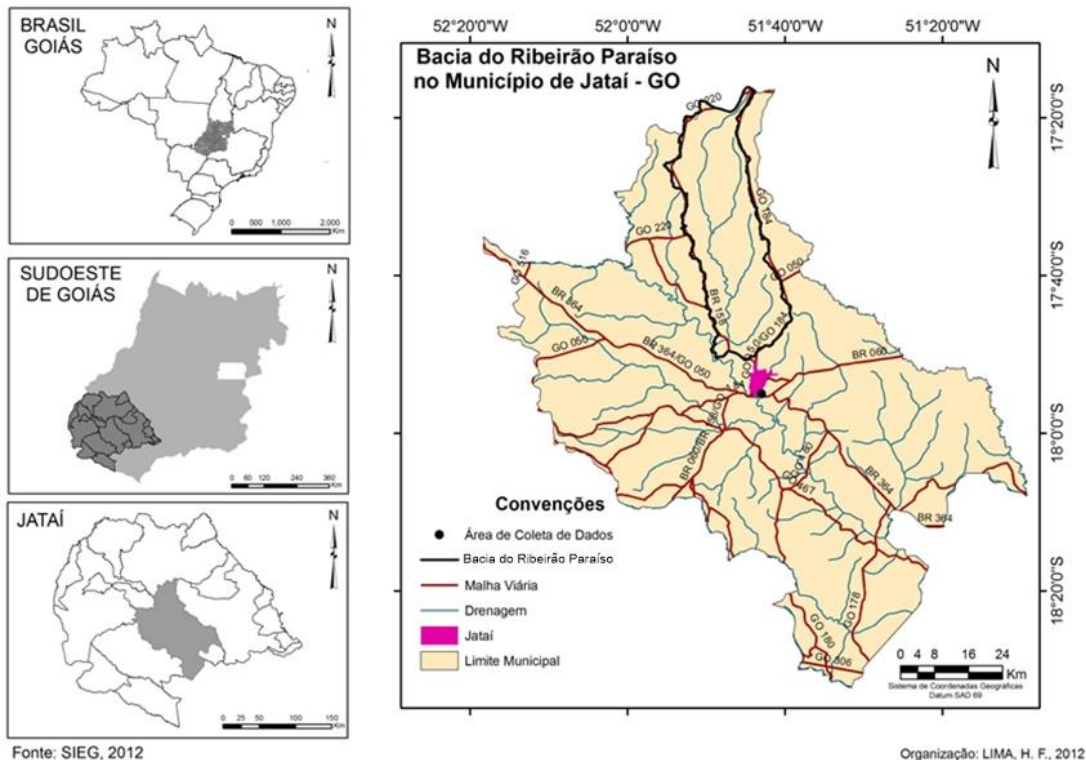 BRASIL
GOIÁS
N
0 500 1,000 2,000
Km
SUDOESTE
DE GOIÁS
N
0 60 120 240 360
Km
JATAÍ
N
0 25 50 100 150
Km
Fonte: SIEG, 2012
52°20'0"W 52°00'0"W 51°40'0"W 51°20'0"W
Bacia do Ribeirão Paraíso
no Município de Jataí - GO
N
17°20'0"S
17°40'0"S
18°00'0"S
18°20'0"S
GO 220
GO 184
GO 220
GO 050
GO 516
BR 158
BR 364
GO 050
BR 364/GO 050
BR 060
BR 364
BR 364
GO 178
GO 180
GO 306
Convenções
Área de Coleta de Dados
Bacia do Ribeirão Paraíso
Malha Viária
Drenagem
Jataí
Limite Municipal
0 4 8 16 24
Km
Sistema de Coordenadas Geográficas
Datum SAD 69
Organização: LIMA, H. F., 2012